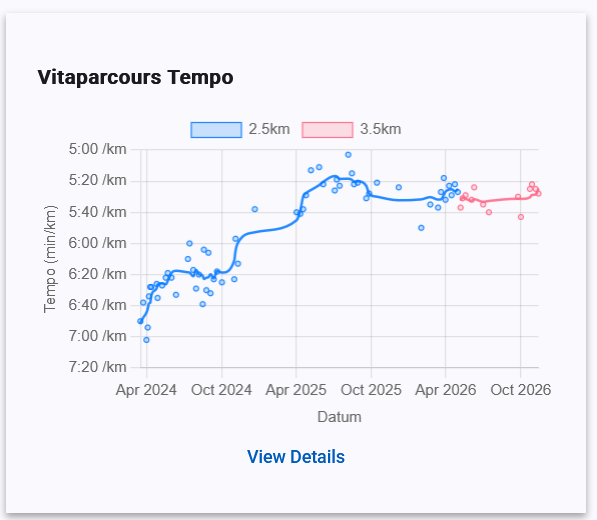 Vitaparcours Tempo
2.5km 3.5km
5:00 /km
5:20 /km
5:40 /km
6:00 /km
6:20 /km
6:40 /km
7:00 /km
7:20 /km
Tempo (min/km)
Apr 2024 Oct 2024 Apr 2025 Oct 2025 Apr 2026 Oct 2026
Datum
View Details